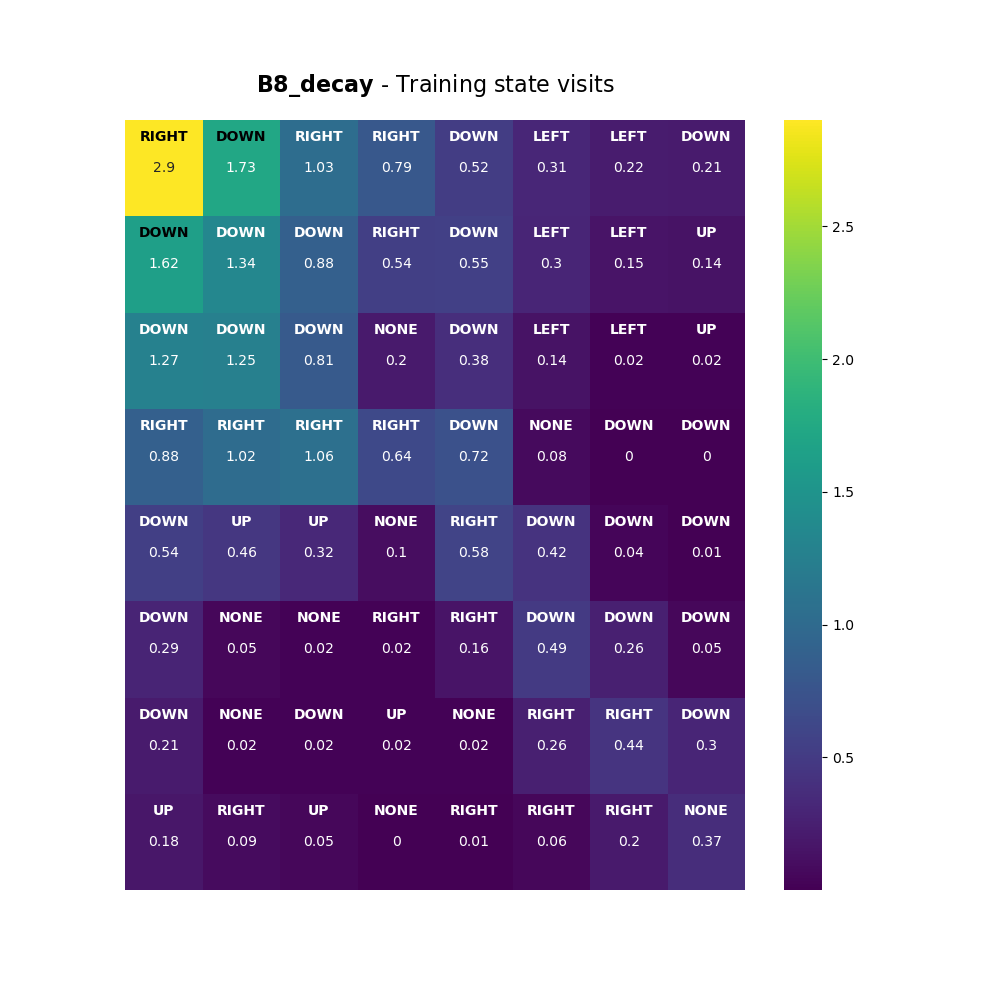 B8_decay - Training state visits
RIGHT DOWN RIGHT RIGHT DOWN LEFT LEFT DOWN
2.9 1.73 1.03 0.79 0.52 0.31 0.22 0.21
DOWN DOWN DOWN RIGHT DOWN LEFT LEFT UP
2.5
1.62 1.34 0.88 0.54 0.55 0.3 0.15 0.14
DOWN DOWN DOWN NONE DOWN LEFT LEFT UP
2.0
1.27 1.25 0.81 0.2 0.38 0.14 0.02 0.02
RIGHT RIGHT RIGHT RIGHT DOWN NONE DOWN DOWN
0.88 1.02 1.06 0.64 0.72 0.08 0 0
1.5
DOWN UP UP NONE RIGHT DOWN DOWN DOWN
0.54 0.46 0.32 0.1 0.58 0.42 0.04 0.01
DOWN NONE NONE RIGHT RIGHT DOWN DOWN DOWN
1.0
0.29 0.05 0.02 0.02 0.16 0.49 0.26 0.05
DOWN NONE DOWN UP NONE RIGHT RIGHT DOWN
0.21 0.02 0.02 0.02 0.02 0.26 0.44 0.3
0.5
UP RIGHT UP NONE RIGHT RIGHT RIGHT NONE
0.18 0.09 0.05 0 0.01 0.06 0.2 0.37